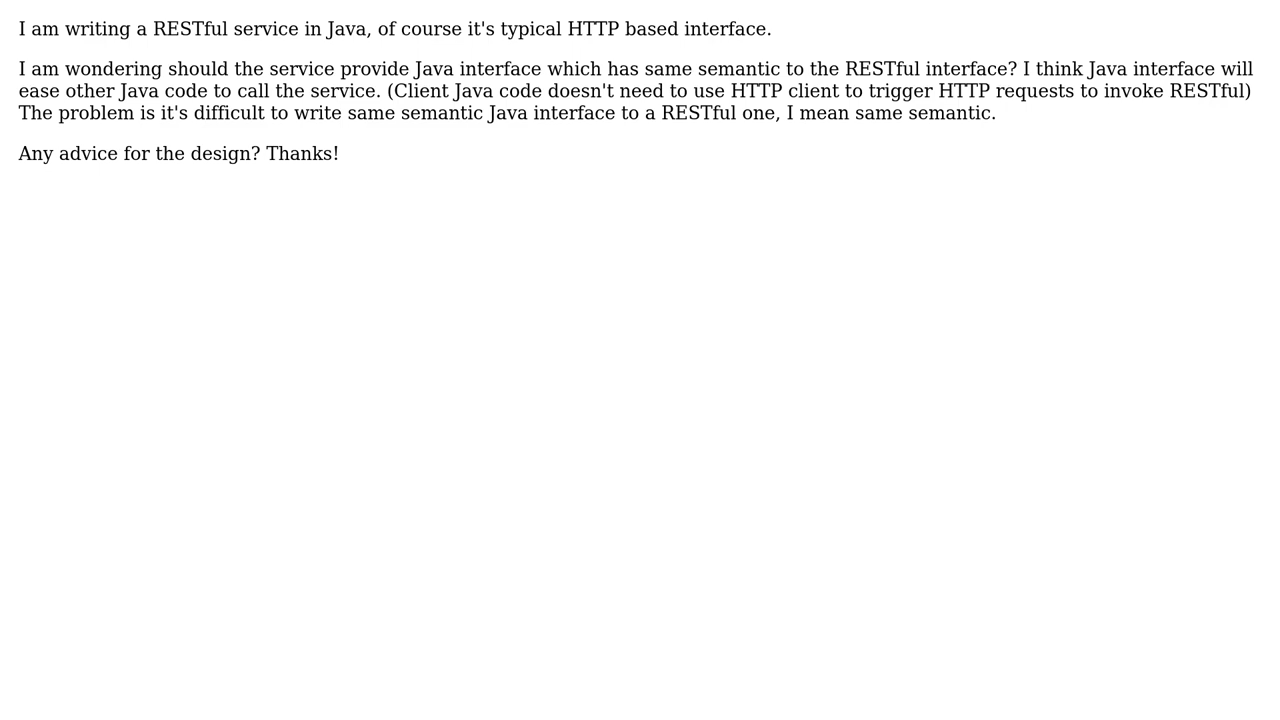 I am writing a RESTful service in Java, of course it's typical HTTP based interface.
I am wondering should the service provide Java interface which has same semantic to the RESTful interface? I think Java interface will
ease other Java code to call the service. (Client Java code doesn't need to use HTTP client to trigger HTTP requests to invoke RESTful)
The problem is it's difficult to write same semantic Java interface to a RESTful one, I mean same semantic.
Any advice for the design? Thanks!